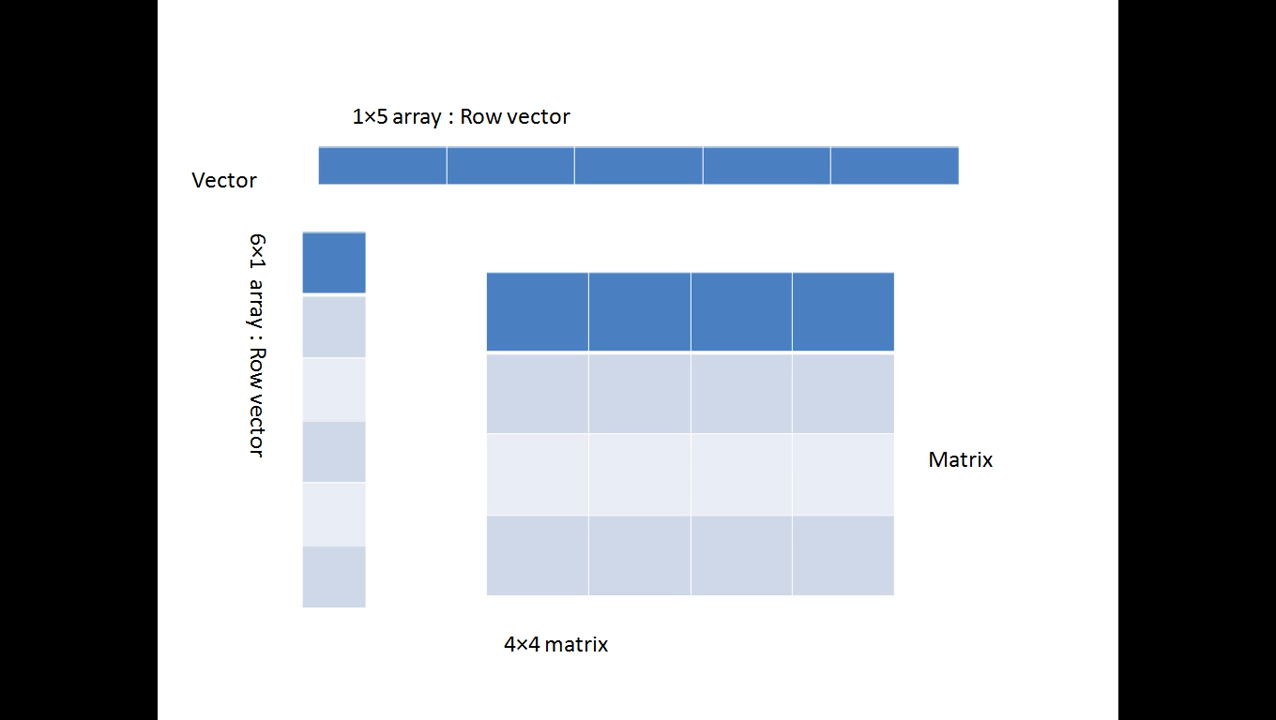 1×5 array : Row vector
Vector
6×1 array : Row vector
Matrix
4×4 matrix